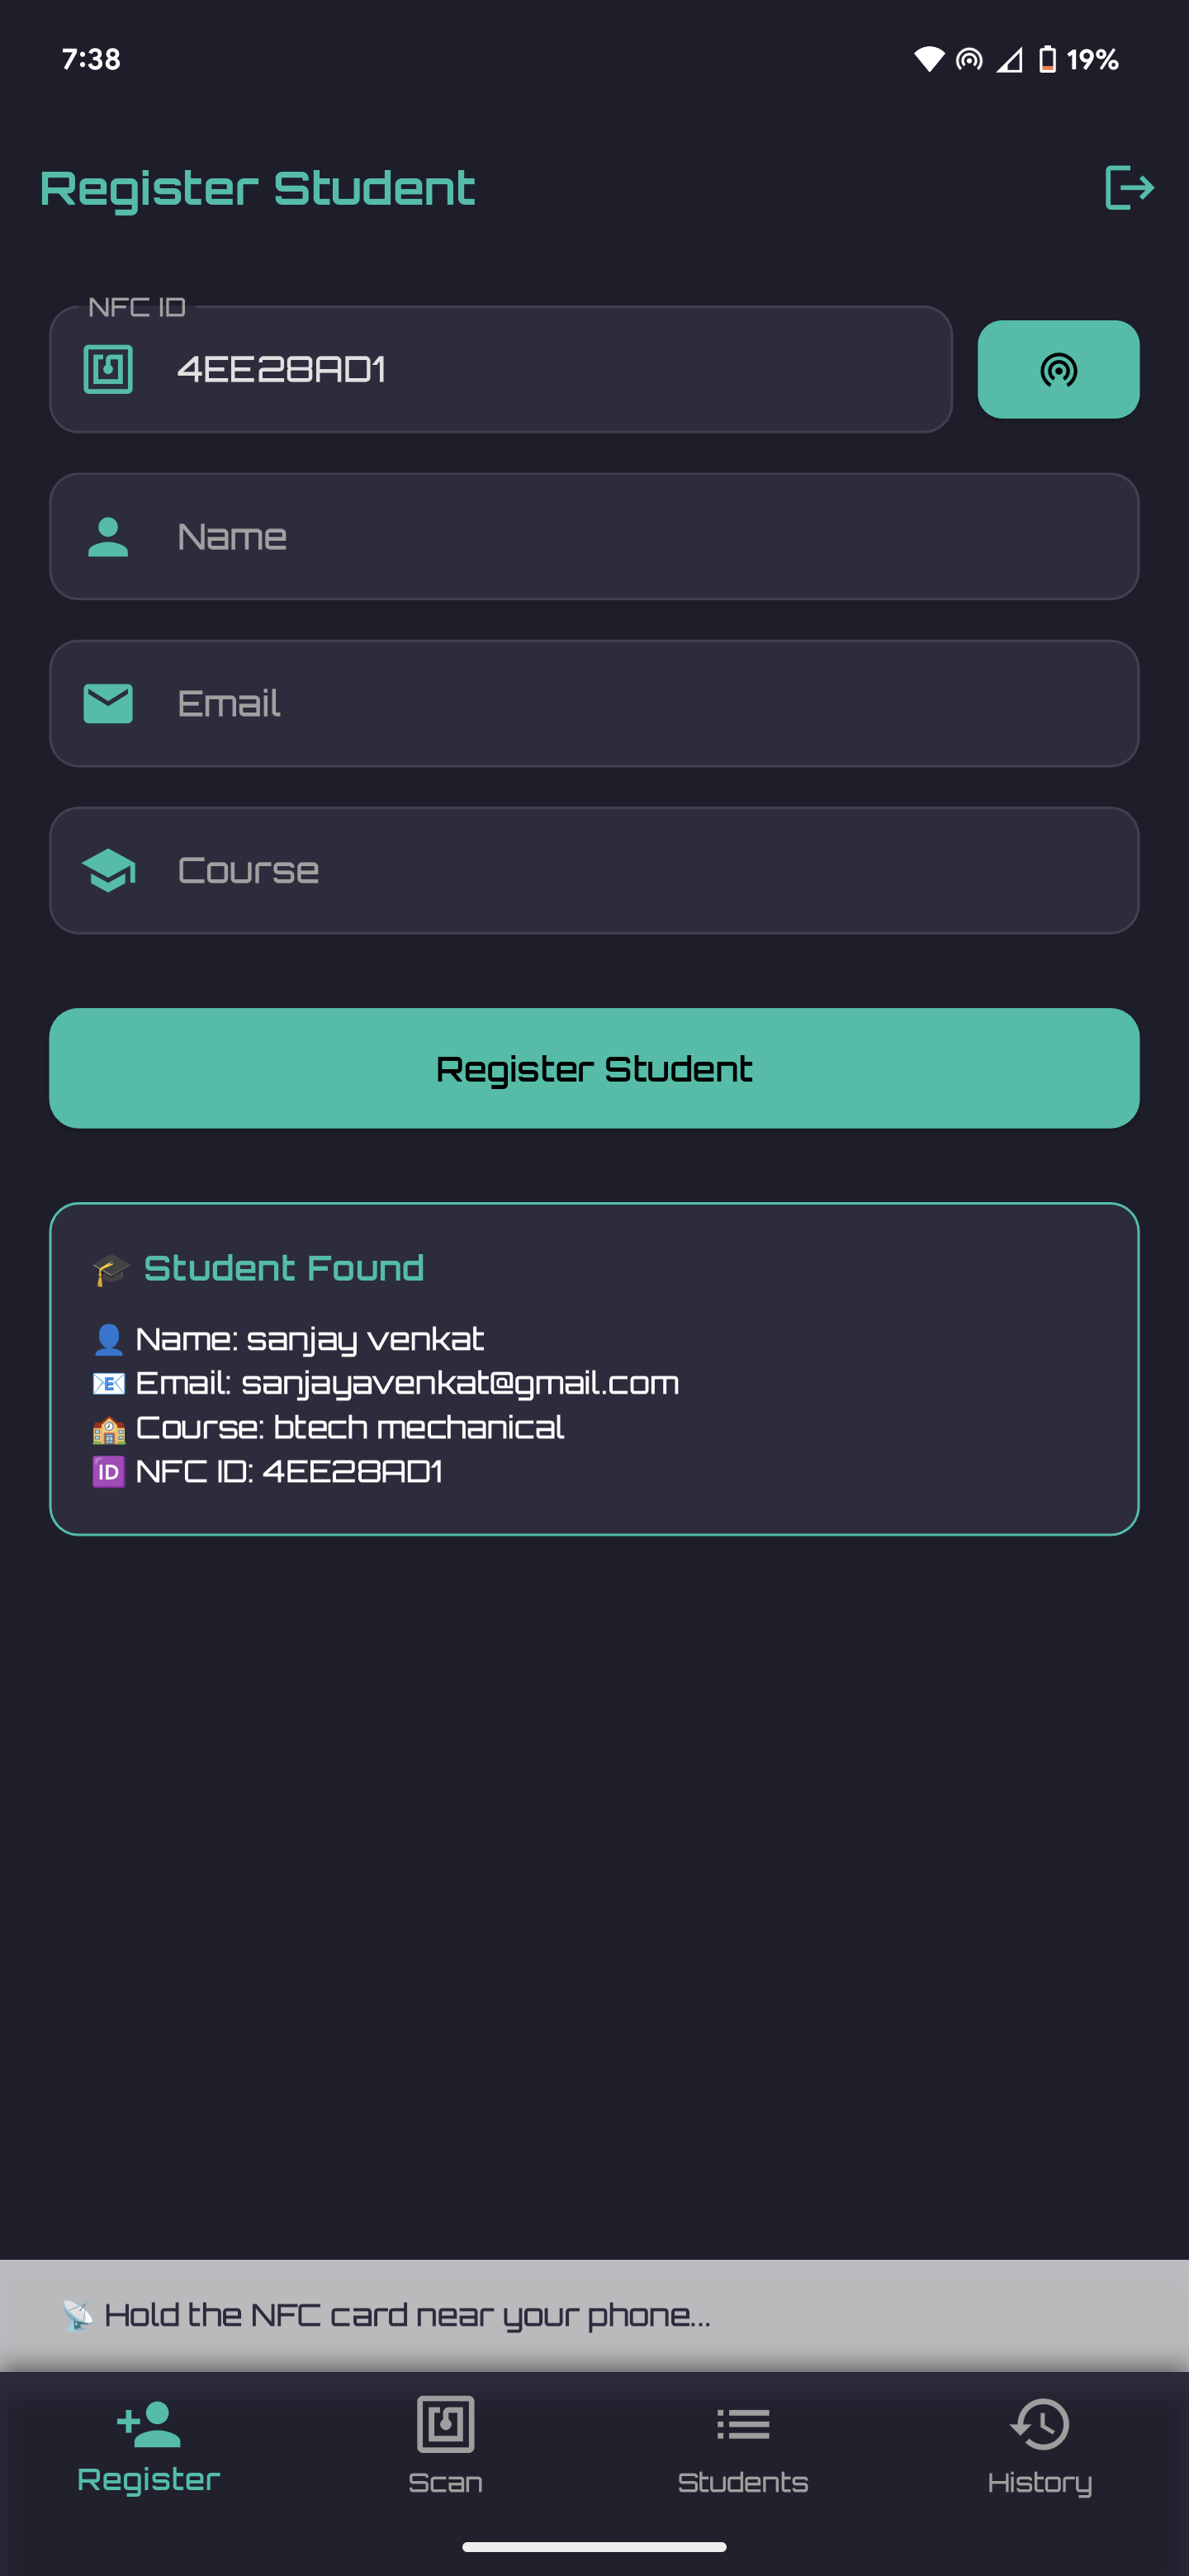 7:38
19%
Register Student
NFC ID
4EE28AD1
Name
Email
Course
Register Student
🎓 Student Found
👤 Name: sanjay venkat
📧 Email: sanjayavenkat@gmail.com
🏫 Course: btech mechanical
🆔 NFC ID: 4EE28AD1
📡 Hold the NFC card near your phone...
Register
Scan
Students
History